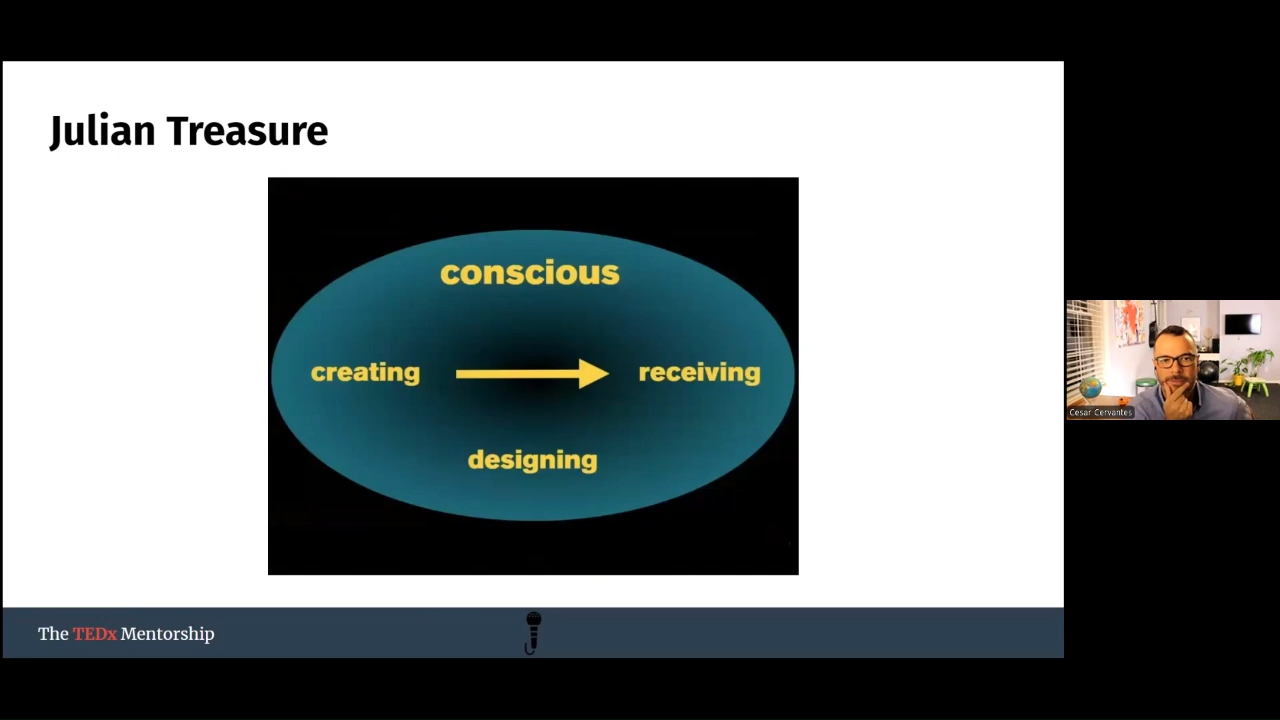 Julian Treasure
conscious
creating
receiving
designing
The TEDx Mentorship
Cesar Cervantes